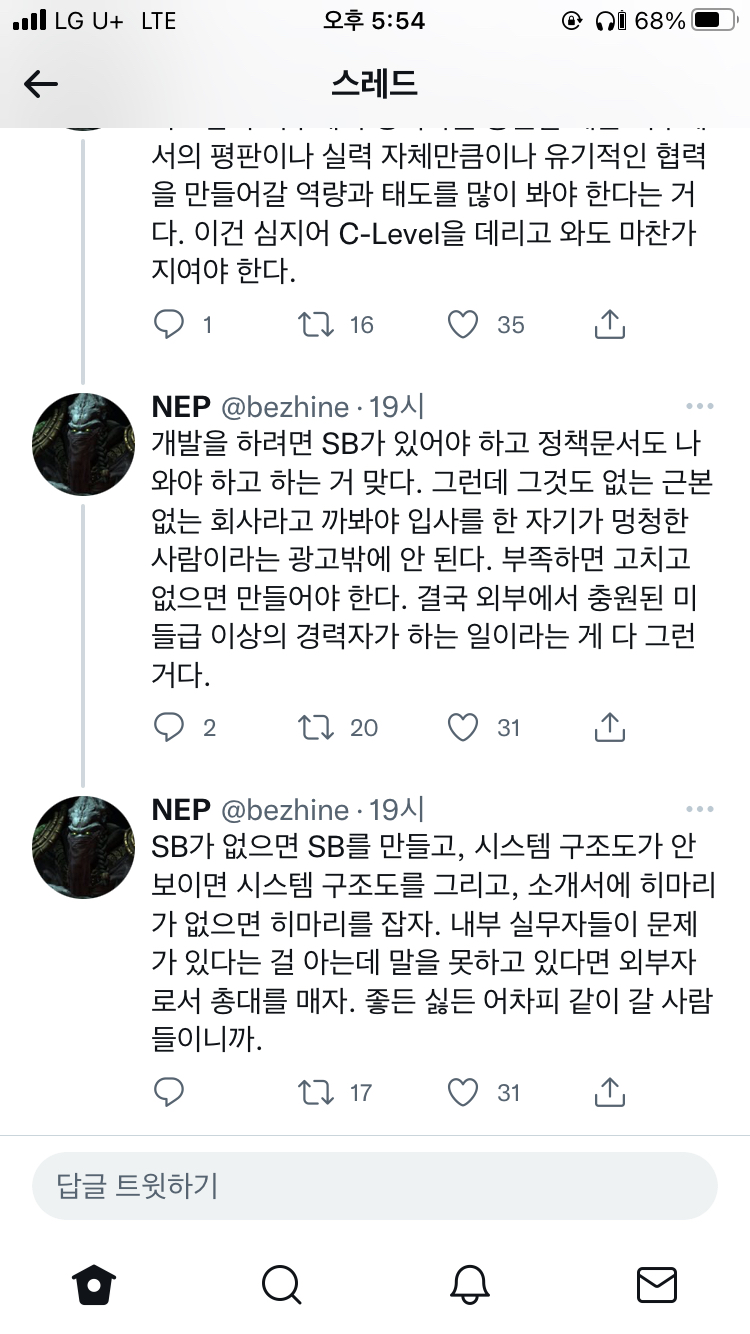 LG U+ LTE 오후 5:54 68%
스레드
서의 평판이나 실력 자체만큼이나 유기적인 협력
을 만들어갈 역량과 태도를 많이 봐야 한다는 거
다. 이건 심지어 C-Level을 데리고 와도 마찬가
지여야 한다.
1 16 35
NEP @bezhine · 19시
개발을 하려면 SB가 있어야 하고 정책문서도 나
와야 하고 하는 거 맞다. 그런데 그것도 없는 근본
없는 회사라고 까봐야 입사를 한 자기가 멍청한
사람이라는 광고밖에 안 된다. 부족하면 고치고
없으면 만들어야 한다. 결국 외부에서 충원된 미
들급 이상의 경력자가 하는 일이라는 게 다 그런
거다.
2 20 31
NEP @bezhine · 19시
SB가 없으면 SB를 만들고, 시스템 구조도가 안
보이면 시스템 구조도를 그리고, 소개서에 히마리
가 없으면 히마리를 잡자. 내부 실무자들이 문제
가 있다는 걸 아는데 말을 못하고 있다면 외부자
로서 총대를 매자. 좋든 싫든 어차피 같이 갈 사람
들이니까.
17 31
답글 트윗하기